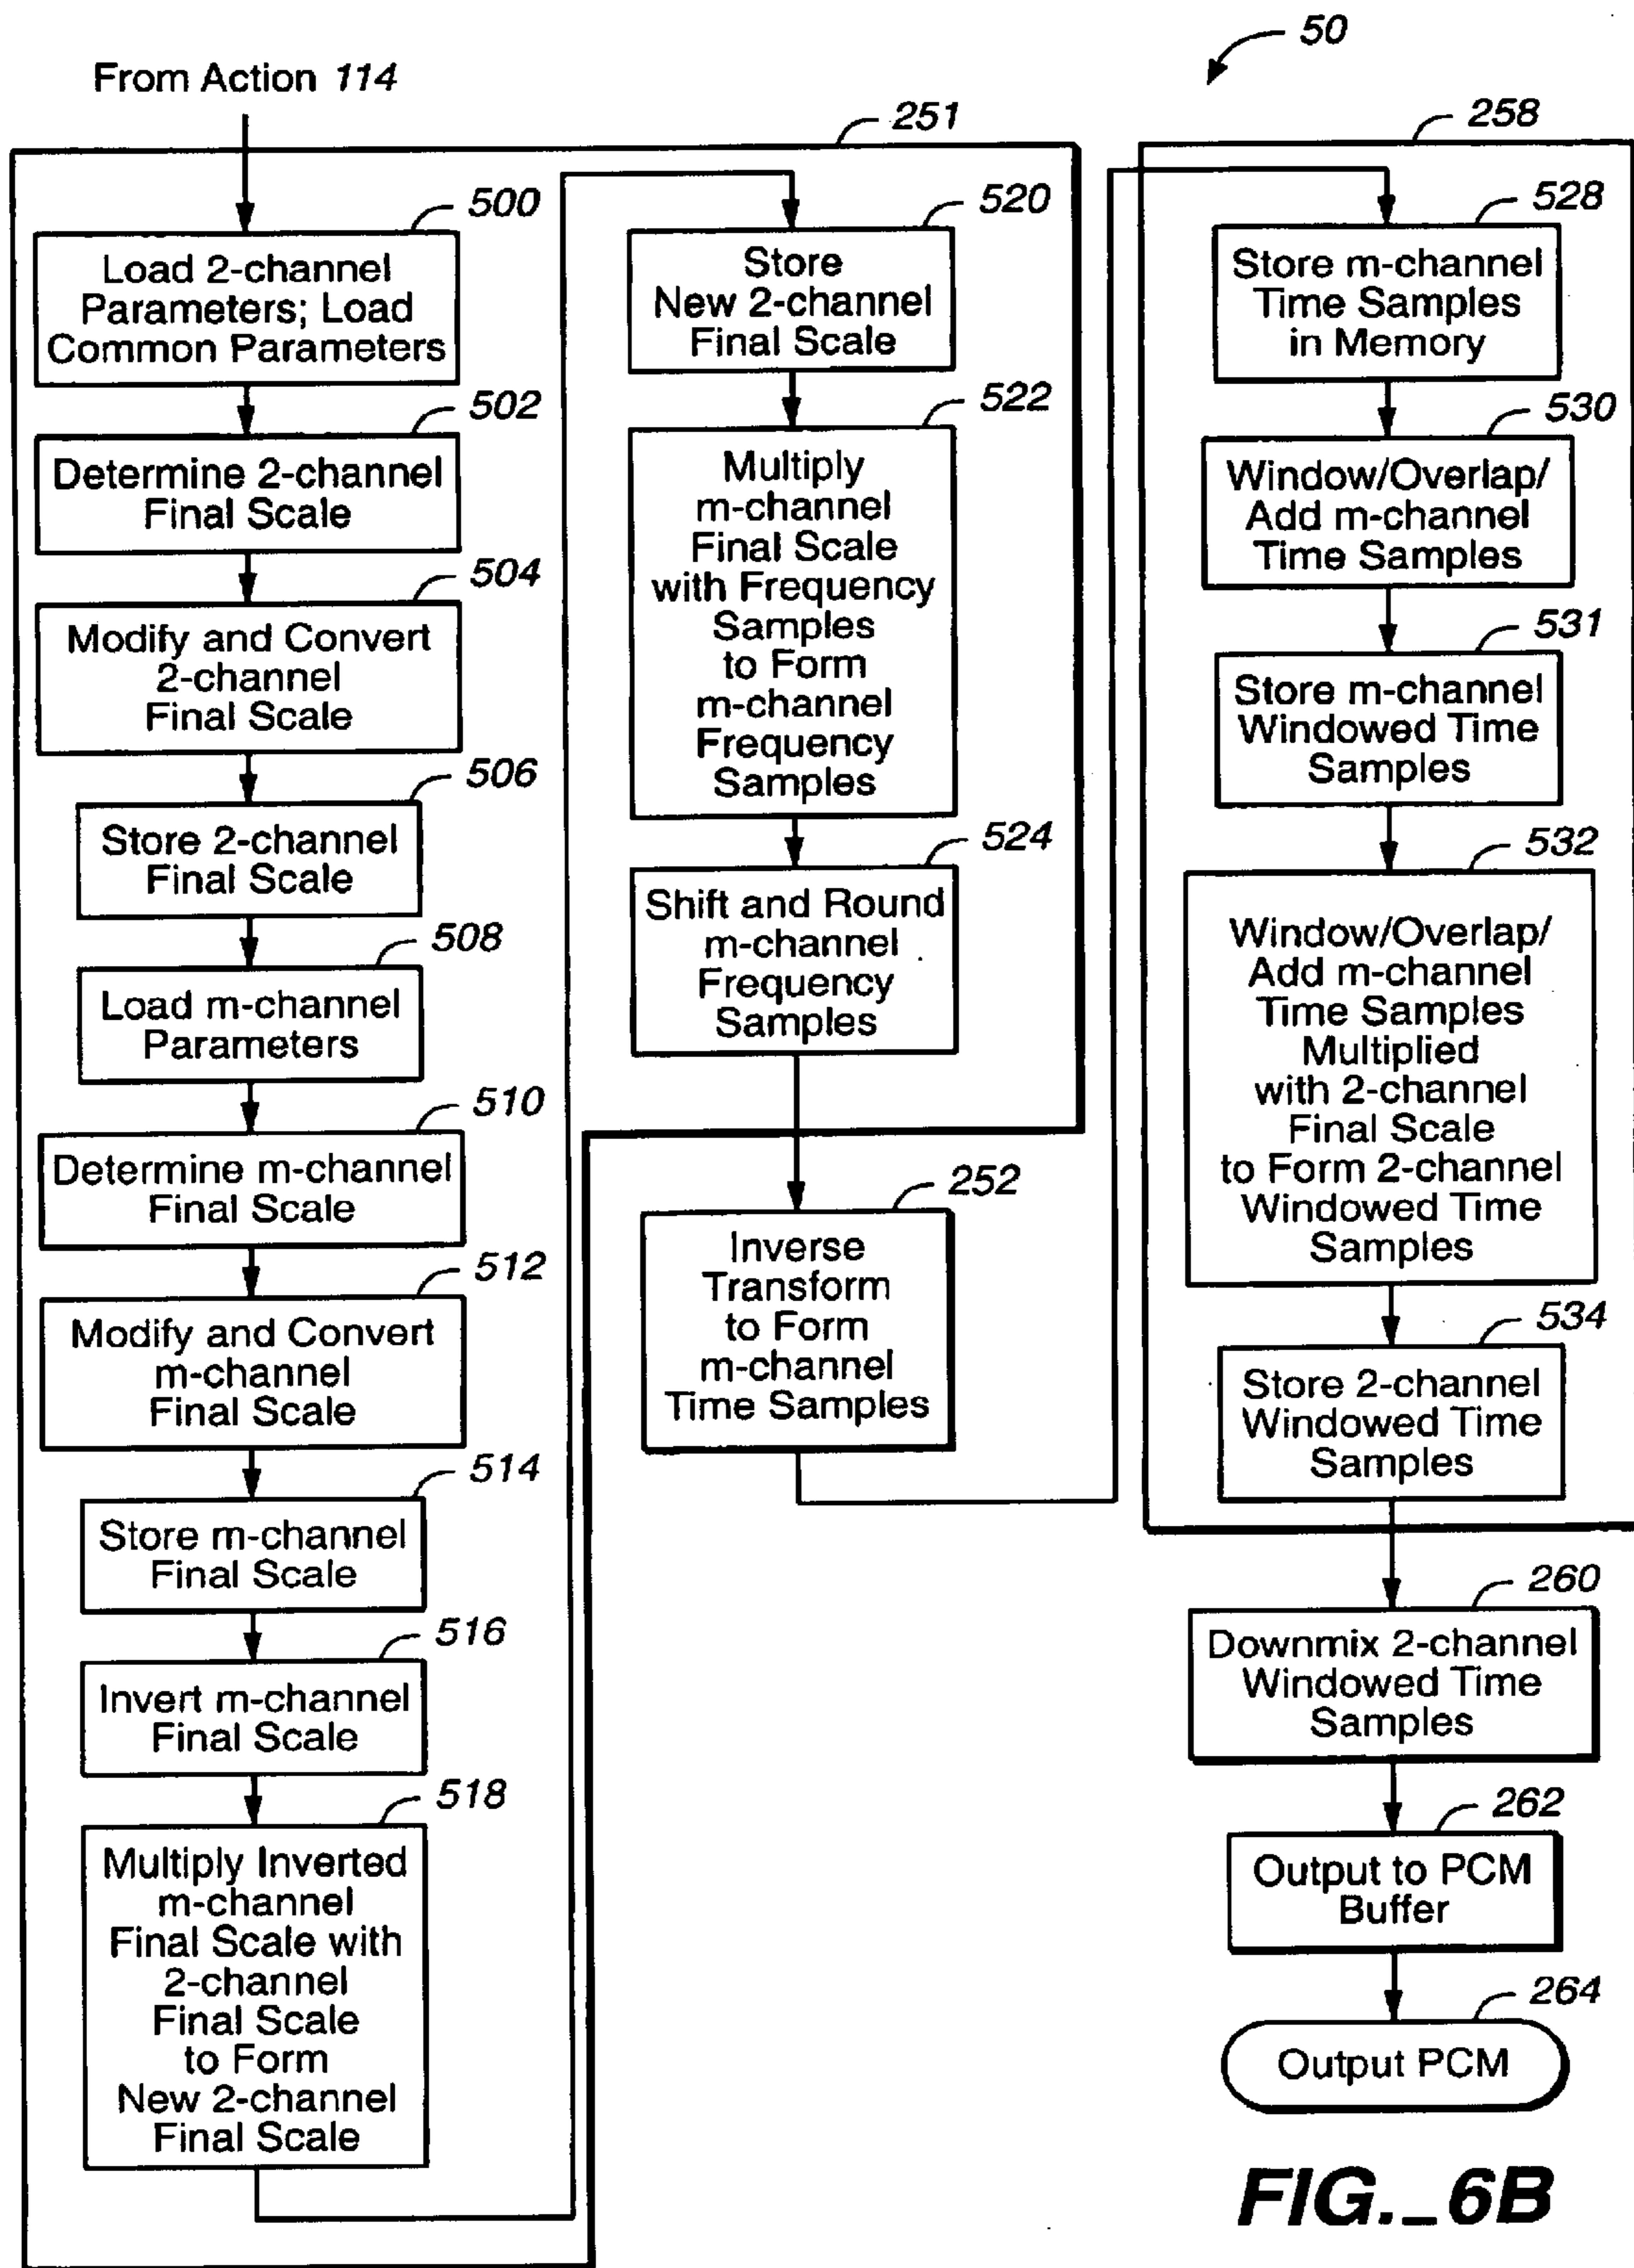 50
From Action 114
251
500
Load 2-channel
Parameters; Load
Common Parameters
502
Determine 2-channel
Final Scale
504
Modify and Convert
2-channel
Final Scale
506
Store 2-channel
Final Scale
508
Load m-channel
Parameters
510
Determine m-channel
Final Scale
512
Modify and Convert
m-channel
Final Scale
514
Store m-channel
Final Scale
516
Invert m-channel
Final Scale
518
Multiply Inverted
m-channel
Final Scale with
2-channel
Final Scale
to Form
New 2-channel
Final Scale
520
Store
New 2-channel
Final Scale
522
Multiply
m-channel
Final Scale
with Frequency
Samples
to Form
m-channel
Frequency
Samples
524
Shift and Round
m-channel
Frequency
Samples
252
Inverse
Transform
to Form
m-channel
Time Samples
258
528
Store m-channel
Time Samples
in Memory
530
Window/Overlap/
Add m-channel
Time Samples
531
Store m-channel
Windowed Time
Samples
532
Window/Overlap/
Add m-channel
Time Samples
Multiplied
with 2-channel
Final Scale
to Form 2-channel
Windowed Time
Samples
534
Store 2-channel
Windowed Time
Samples
260
Downmix 2-channel
Windowed Time
Samples
262
Output to PCM
Buffer
264
Output PCM
FIG._6B